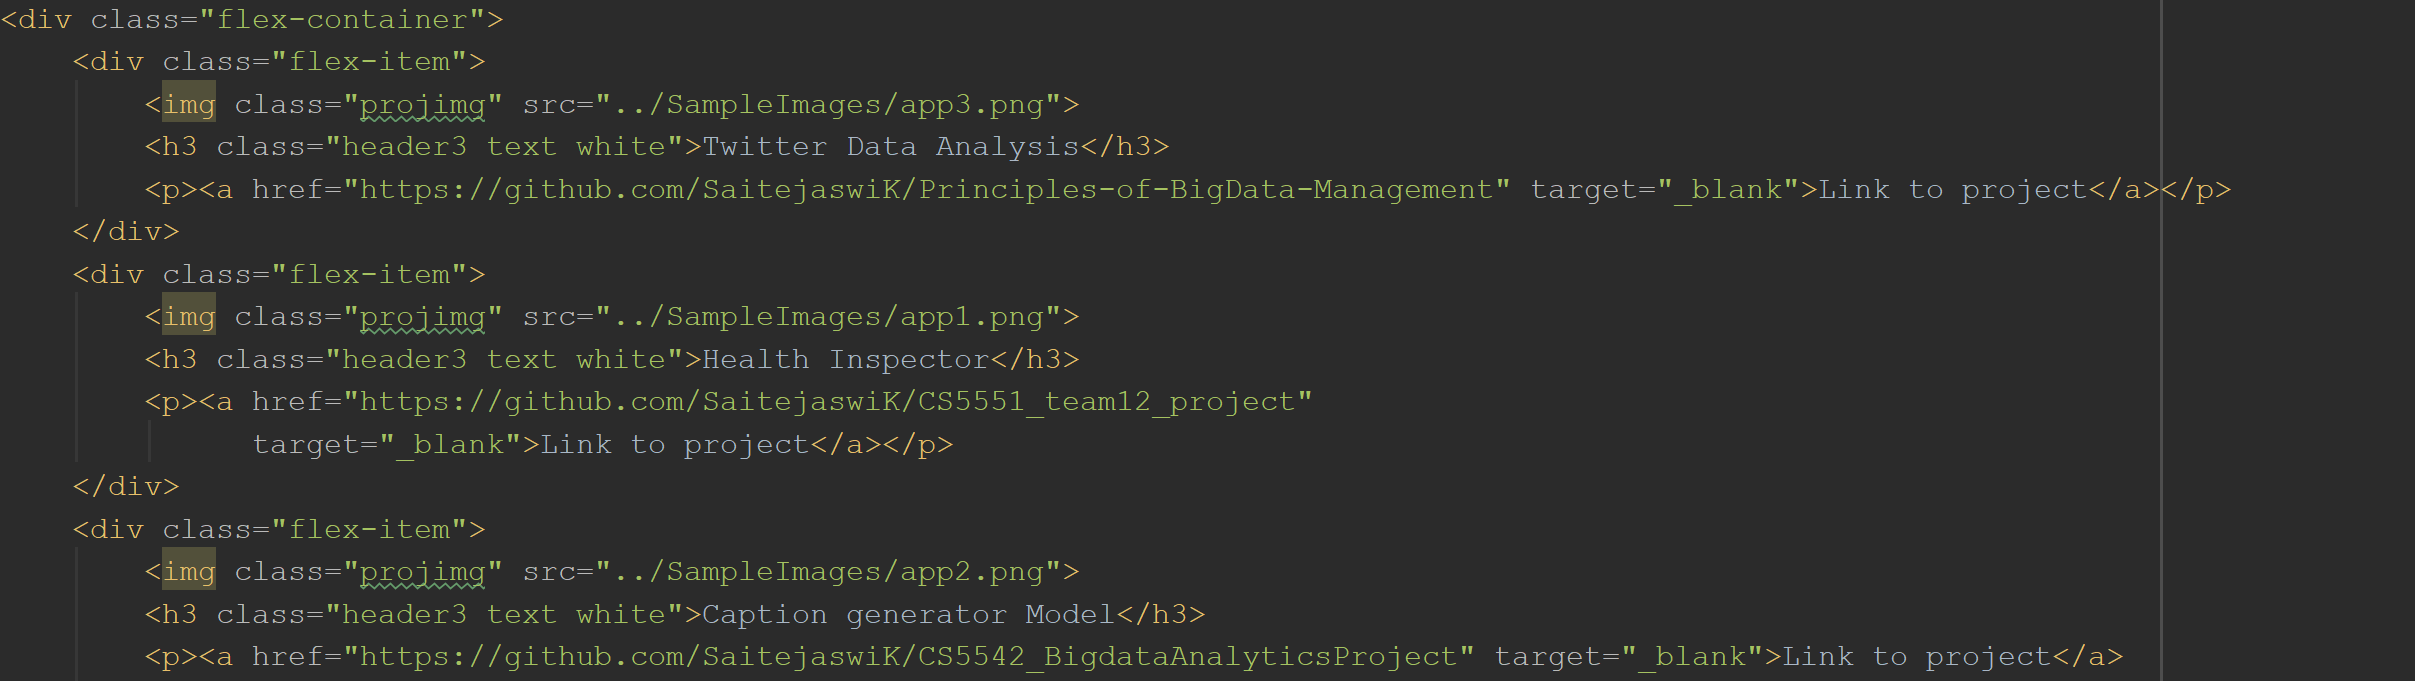 <div class="flex-container">
    <div class="flex-item">
        <img class="projimg" src="../SampleImages/app3.png">
        <h3 class="header3 text white">Twitter Data Analysis</h3>
        <p><a href="https://github.com/SaitejaswiK/Principles-of-BigData-Management" target="_blank">Link to project</a></p>
    </div>
    <div class="flex-item">
        <img class="projimg" src="../SampleImages/app1.png">
        <h3 class="header3 text white">Health Inspector</h3>
        <p><a href="https://github.com/SaitejaswiK/CS5551_team12_project"
              target="_blank">Link to project</a></p>
    </div>
    <div class="flex-item">
        <img class="projimg" src="../SampleImages/app2.png">
        <h3 class="header3 text white">Caption generator Model</h3>
        <p><a href="https://github.com/SaitejaswiK/CS5542_BigdataAnalyticsProject" target="_blank">Link to project</a>